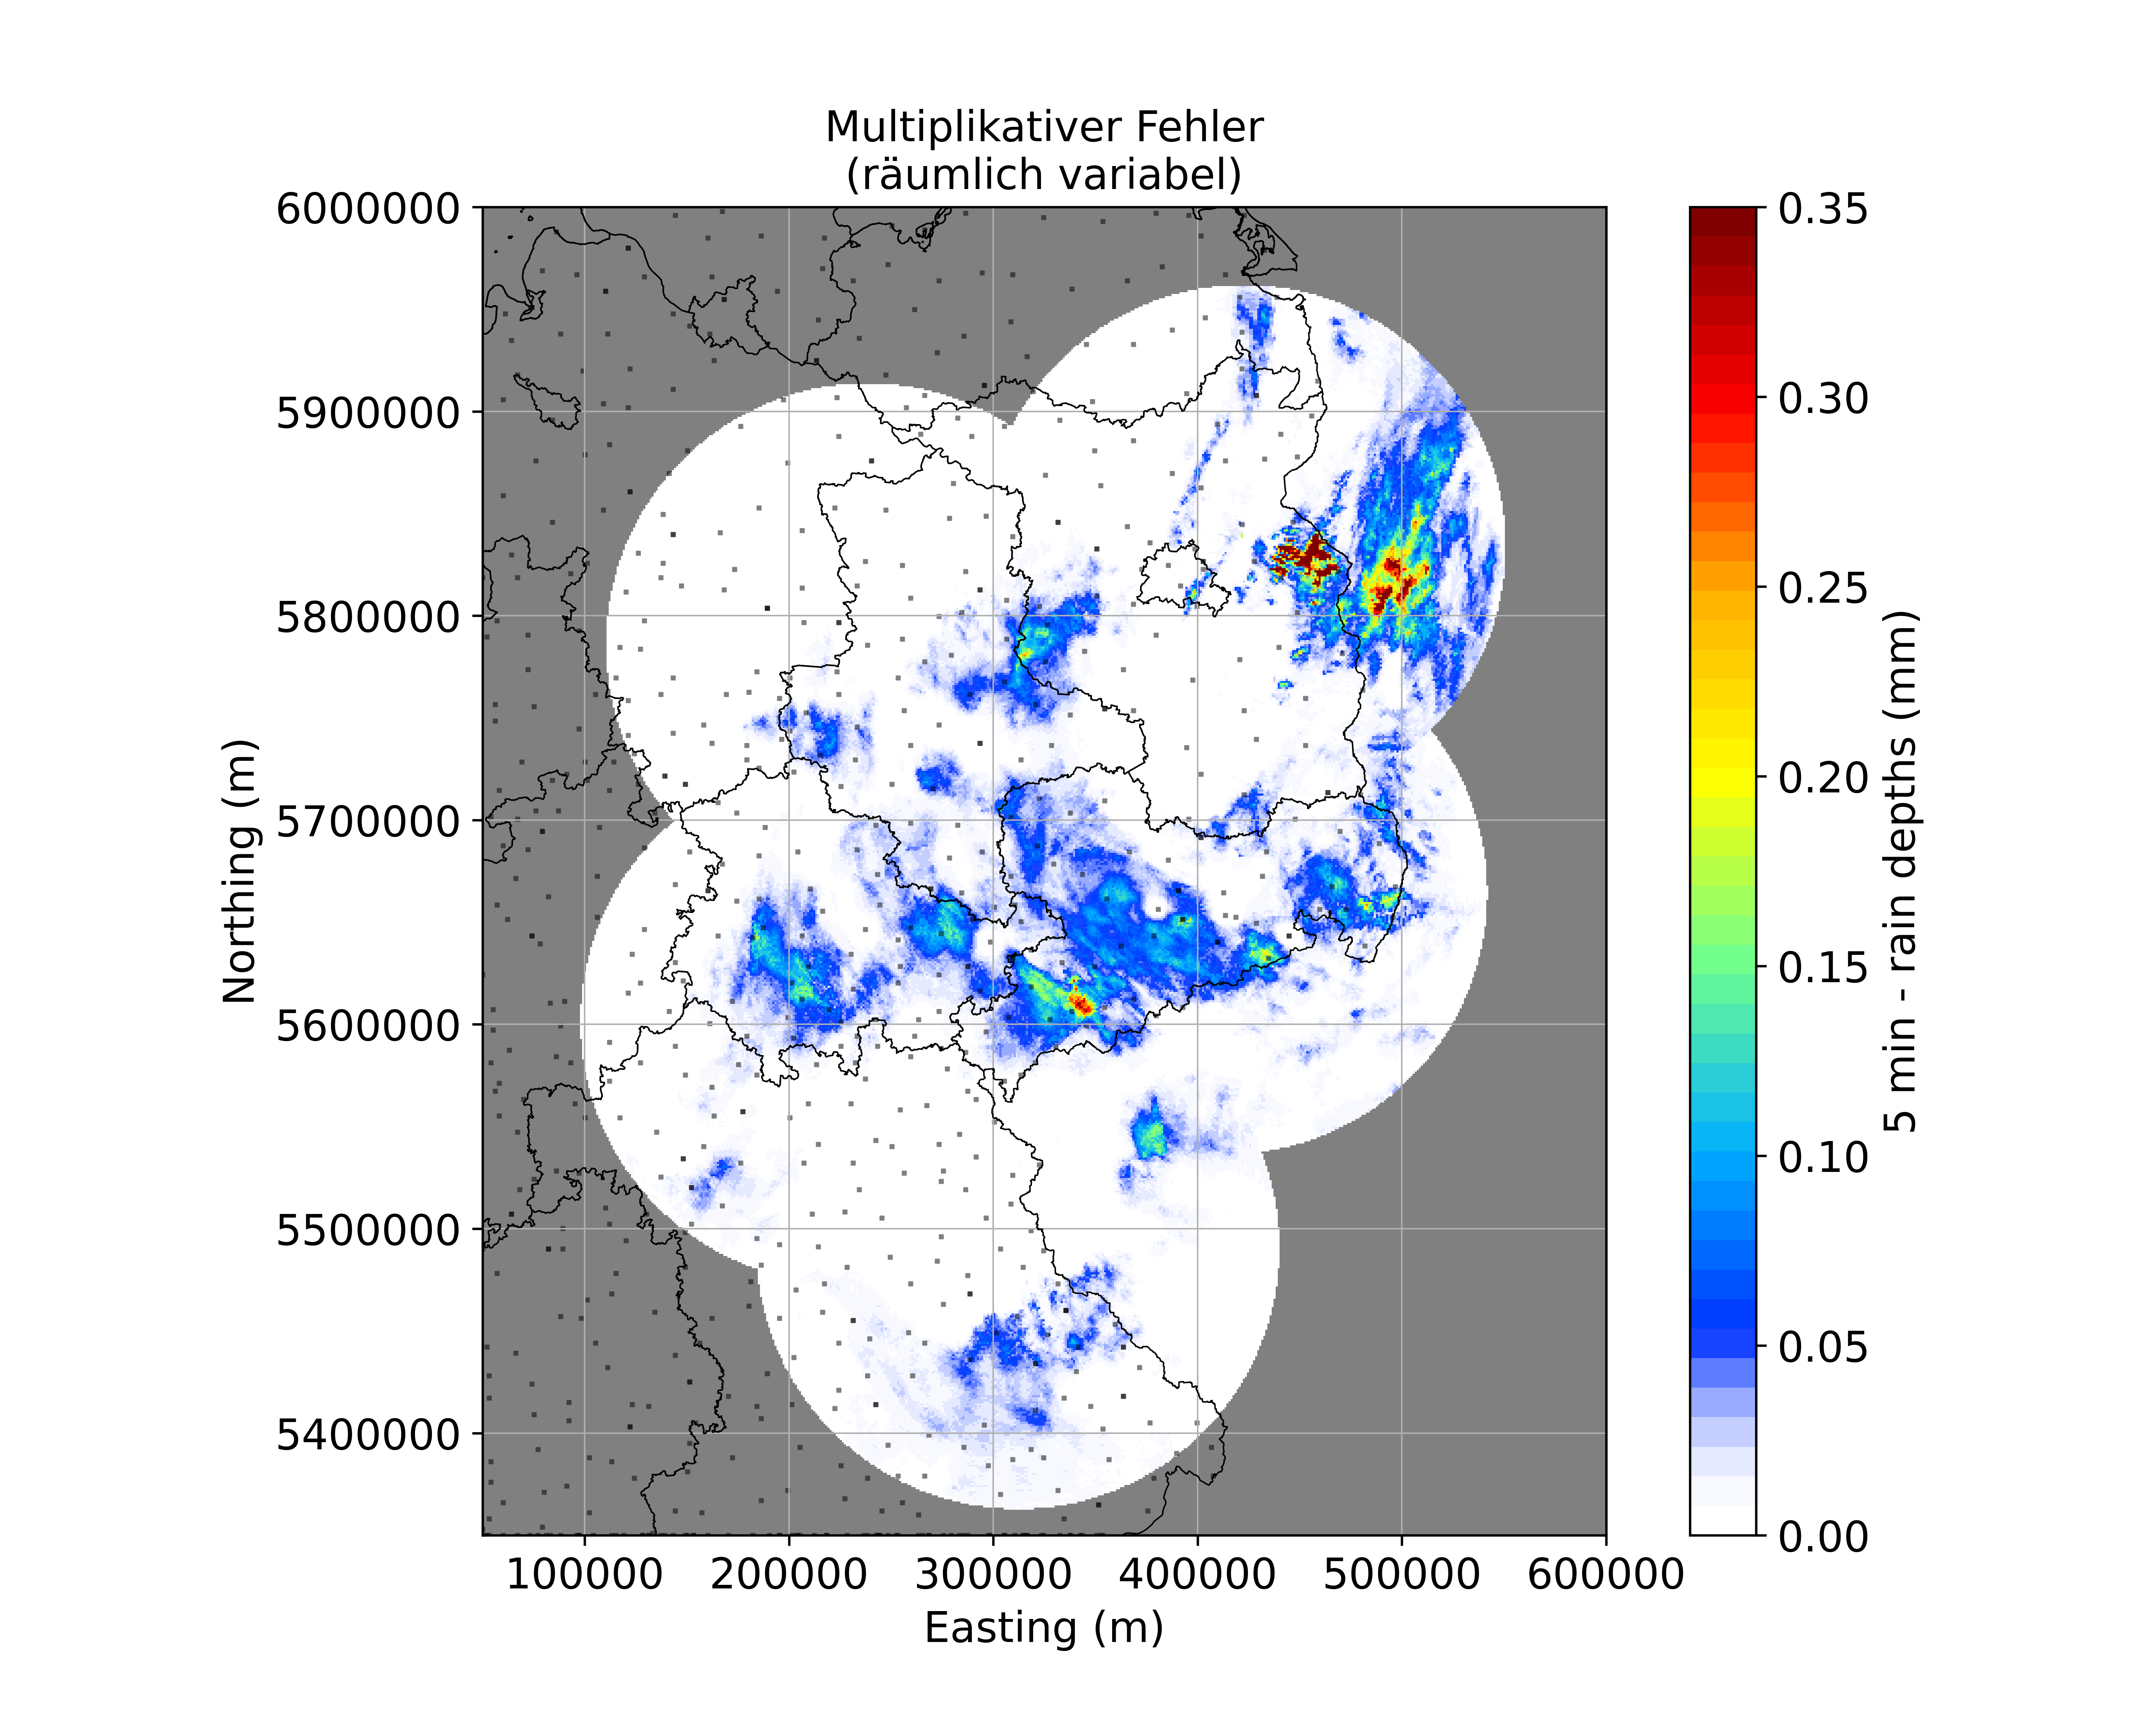 Multiplikativer Fehler
(räumlich variabel)
6000000
5900000
5800000
5700000
5600000
5500000
5400000
Northing (m)
100000 200000 300000 400000 500000 600000
Easting (m)
0.35
0.30
0.25
0.20
0.15
0.10
0.05
0.00
5 min - rain depths (mm)